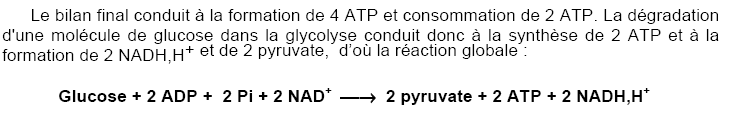 Le bilan final conduit à la formation de 4 ATP et consommation de 2 ATP. La dégradation
d'une molécule de glucose dans la glycolyse conduit donc à la synthèse de 2 ATP et à la
formation de 2 NADH,H⁺ et de 2 pyruvate, d'où la réaction globale :
Glucose + 2 ADP + 2 Pi + 2 NAD⁺ ⟶ 2 pyruvate + 2 ATP + 2 NADH,H⁺